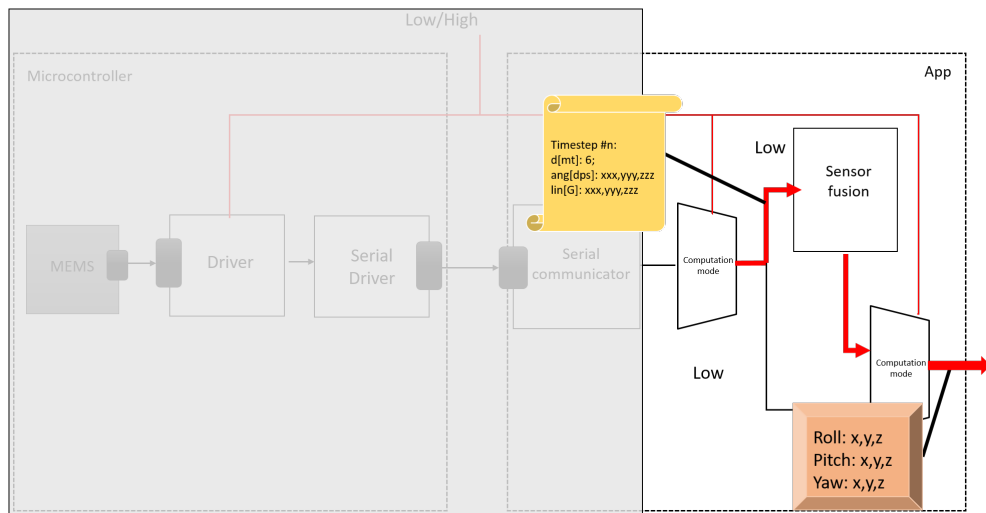 Low/High
Microcontroller
App
Timestep #n:
d[mt]: 6;
ang[dps]: xxx,yyy,zzz
lin[G]: xxx,yyy,zzz
Low
Sensor
fusion
MEMS
Driver
Serial
Driver
Serial
communicator
Computation
mode
Low
Computation
mode
Roll: x,y,z
Pitch: x,y,z
Yaw: x,y,z